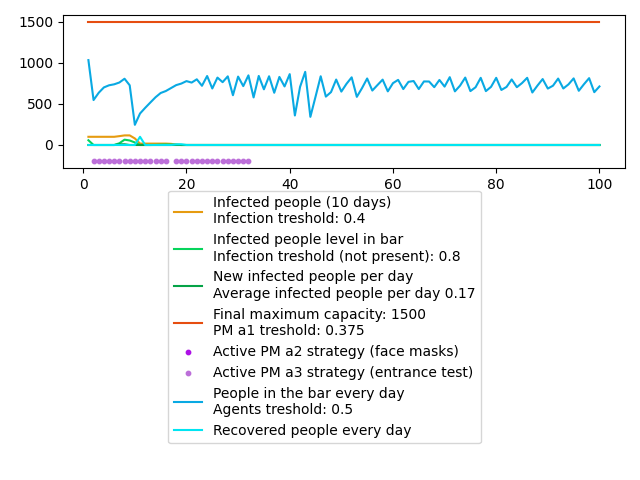 1500
1000
500
0
0 20 40 60 80 100
Infected people (10 days)
Infection treshold: 0.4
Infected people level in bar
Infection treshold (not present): 0.8
New infected people per day
Average infected people per day 0.17
Final maximum capacity: 1500
PM a1 treshold: 0.375
Active PM a2 strategy (face masks)
Active PM a3 strategy (entrance test)
People in the bar every day
Agents treshold: 0.5
Recovered people every day